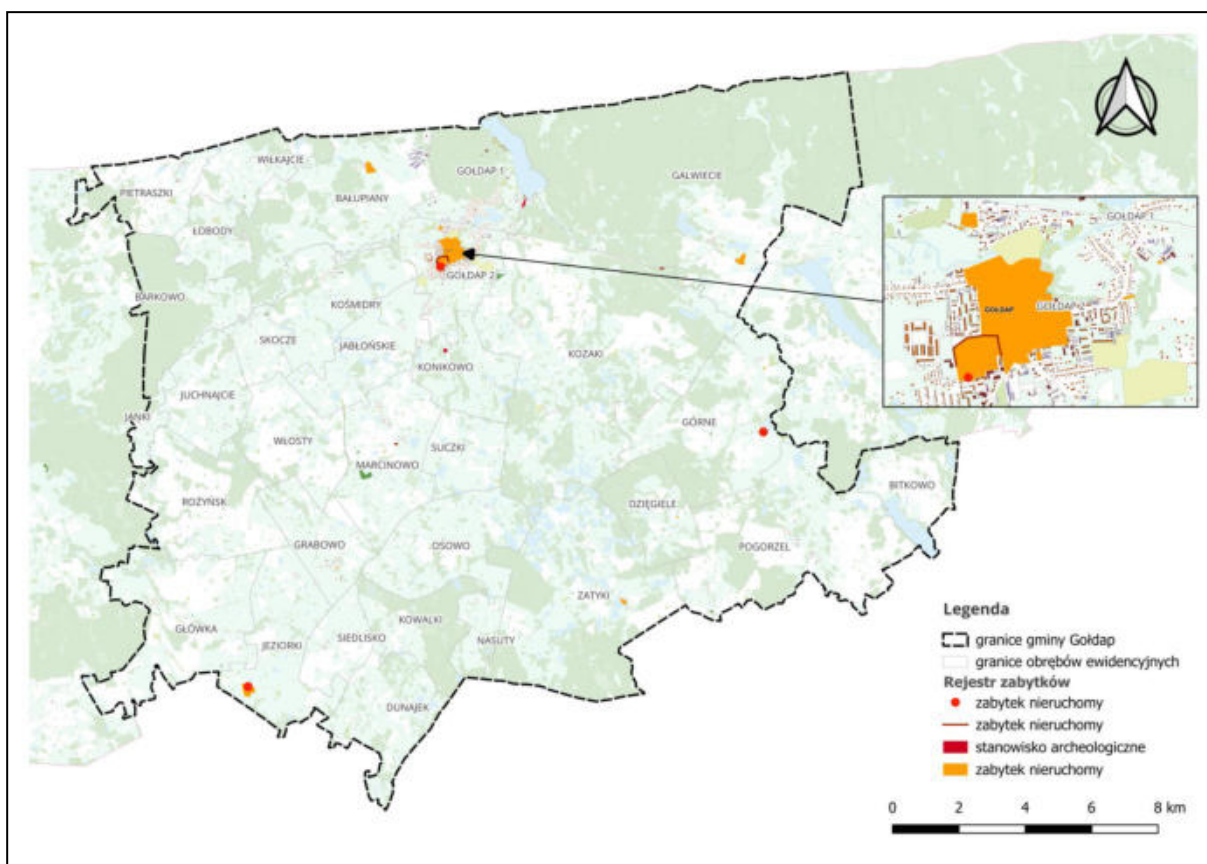 WIŁKAJCIE
GOŁDAP 1
GALWIECIE
PIETRASZKI
BAŁUPIANY
ŁOBODY
GOŁDAP 2
BARKOWO
KOŚMIDRY
SKOCZE
JABŁOŃSKIE
KOZAKI
KONIKOWO
JUCHNAJCIE
JANKI
GÓRNE
WŁOSTY
SUCZKI
MARCINOWO
BITKOWO
ROŻYŃSK
DZIĘGIELE
GRABOWO
OSOWO
POGORZEL
ZATYKI
KOWALKI
GŁÓWKA
SIEDLISKO
NASUTY
JEZIORKI
DUNAJEK
GOŁDAP 1
GOŁDAP
GOŁDAP 2
Legenda
granice gminy Gołdap
granice obrębów ewidencyjnych
Rejestr zabytków
zabytek nieruchomy
zabytek nieruchomy
stanowisko archeologiczne
zabytek nieruchomy
0 2 4 6 8 km